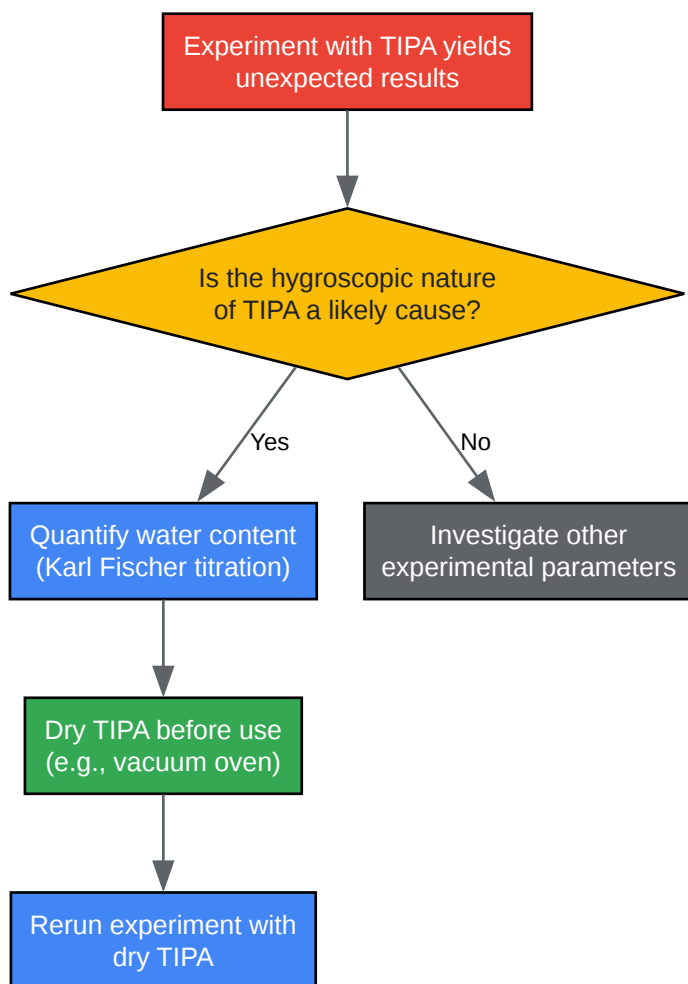 Experiment with TIPA yields
unexpected results
Is the hygroscopic nature
of TIPA a likely cause?
Yes
No
Quantify water content
(Karl Fischer titration)
Investigate other
experimental parameters
Dry TIPA before use
(e.g., vacuum oven)
Rerun experiment with
dry TIPA